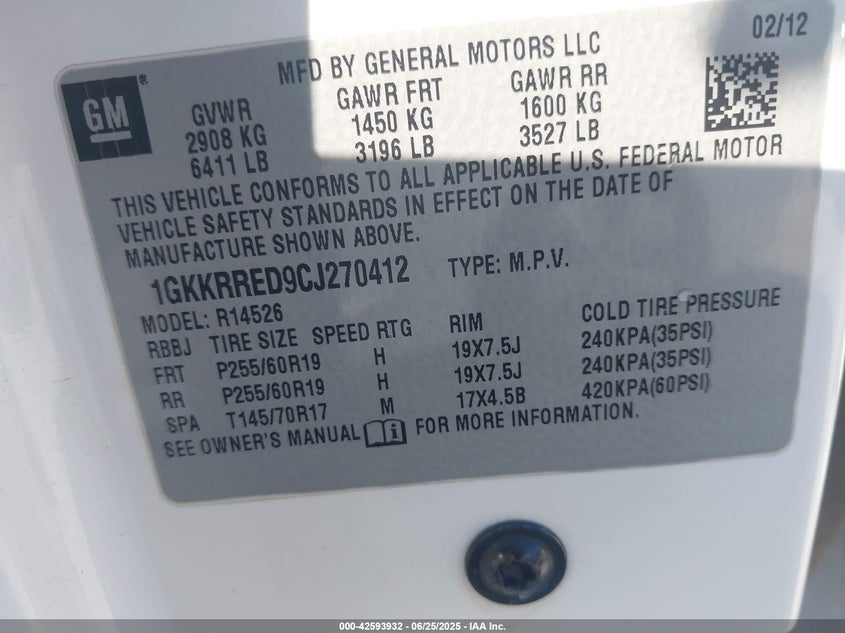 02/12
MFD BY GENERAL MOTORS LLC
GM®
GVWR GAWR FRT GAWR RR
2908 KG 1450 KG 1600 KG
6411 LB 3196 LB 3527 LB
THIS VEHICLE CONFORMS TO ALL APPLICABLE U.S. FEDERAL MOTOR
VEHICLE SAFETY STANDARDS IN EFFECT ON THE DATE OF
MANUFACTURE SHOWN ABOVE.
1GKKRRED9CJ270412 TYPE: M.P.V.
MODEL: R14526
RBBJ TIRE SIZE SPEED RTG RIM COLD TIRE PRESSURE
FRT P255/60R19 H 19X7.5J 240KPA(35PSI)
RR P255/60R19 H 19X7.5J 240KPA(35PSI)
SPA T145/70R17 M 17X4.5B 420KPA(60PSI)
SEE OWNER'S MANUAL i FOR MORE INFORMATION.
000-42593932 - 06/25/2025 - IAA Inc.